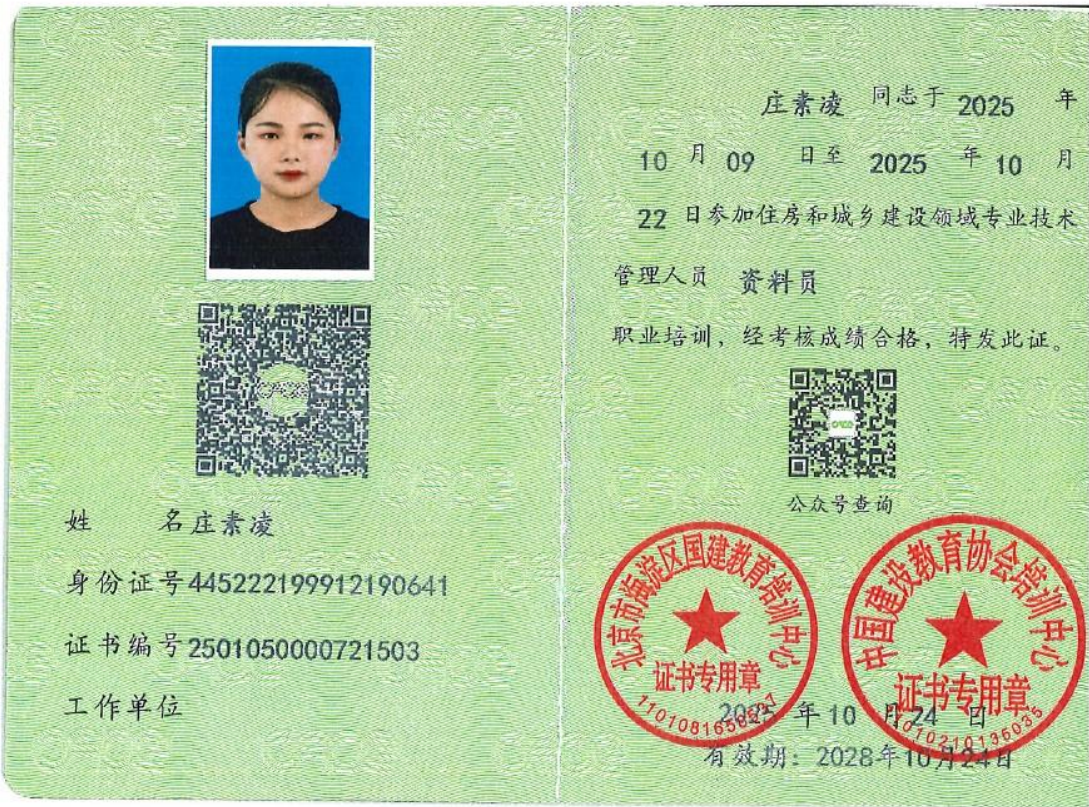 姓 名庄素凌
身份证号445222199912190641
证书编号2501050000721503
工作单位
庄素凌 同志于 2025 年
10 月 09 日至 2025 年 10 月
22 日参加住房和城乡建设领域专业技术
管理人员 资料员
职业培训，经考核成绩合格，特发此证。
公众号查询
北京市海淀区国建教育培训中心
证书专用章
中国建设教育协会培训中心
证书专用章
2025 年 10 月 24 日
有效期：2028年10月24日